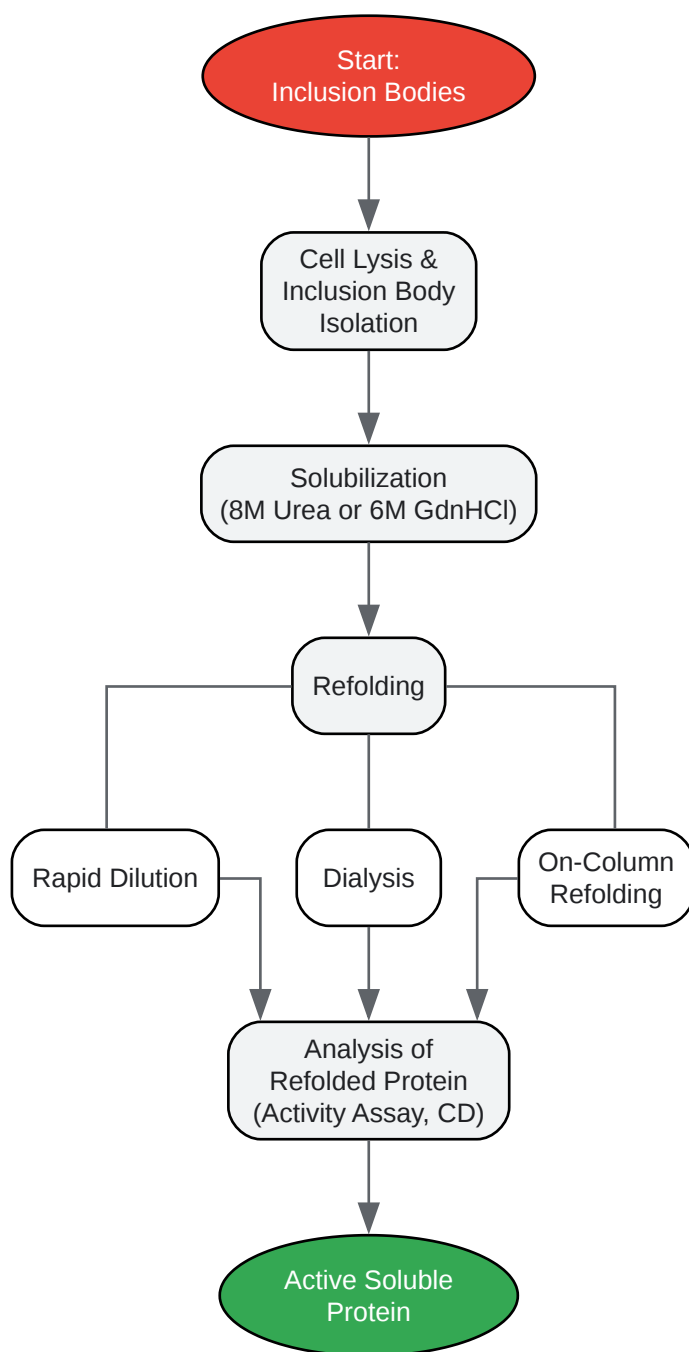 Start:
Inclusion Bodies
Cell Lysis &
Inclusion Body
Isolation
Solubilization
(8M Urea or 6M GdnHCl)
Refolding
Rapid Dilution
Dialysis
On-Column
Refolding
Analysis of
Refolded Protein
(Activity Assay, CD)
Active Soluble
Protein